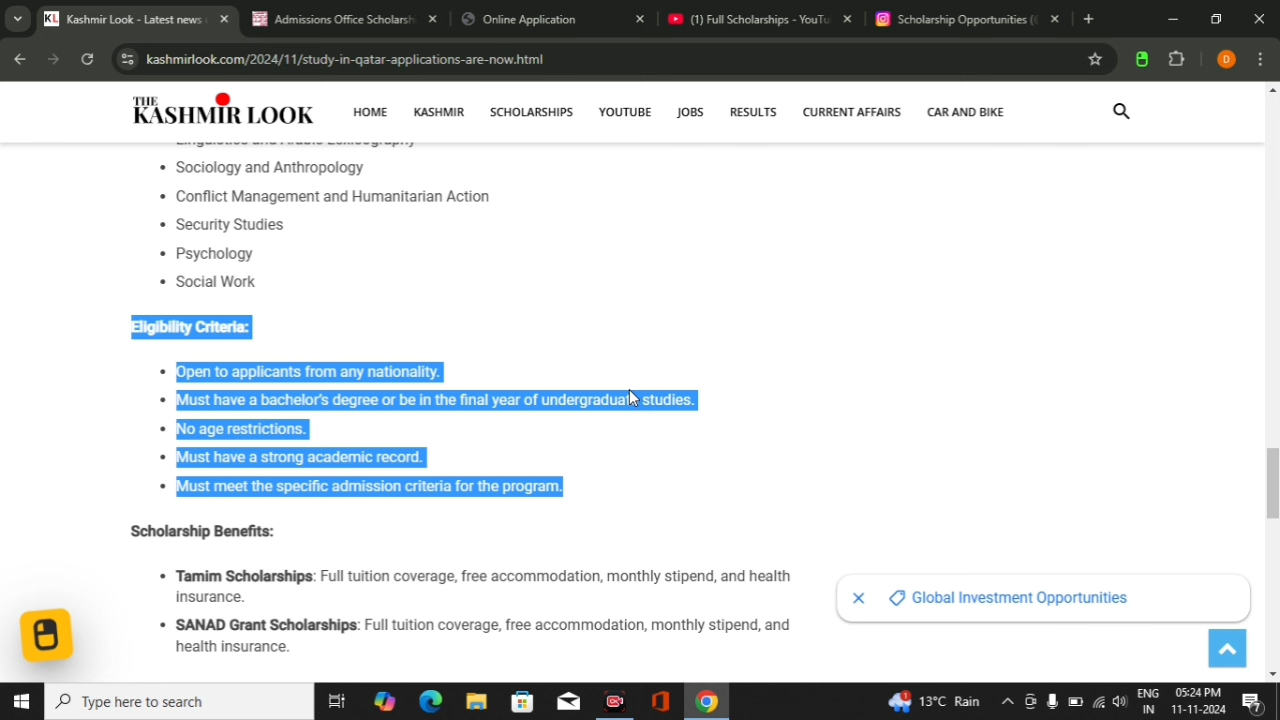 Kashmir Look - Latest news
Admissions Office Scholarsh
Online Application
(1) Full Scholarships - YouTu
Scholarship Opportunities (
kashmirlook.com/2024/11/study-in-qatar-applications-are-now.html
D
THE
KASHMIR LOOK
HOME
KASHMIR
SCHOLARSHIPS
YOUTUBE
JOBS
RESULTS
CURRENT AFFAIRS
CAR AND BIKE
Linguistics and Arabic Lexicography
• Sociology and Anthropology
• Conflict Management and Humanitarian Action
• Security Studies
• Psychology
• Social Work
Eligibility Criteria:
• Open to applicants from any nationality.
• Must have a bachelor's degree or be in the final year of undergraduate studies.
• No age restrictions.
• Must have a strong academic record.
• Must meet the specific admission criteria for the program.
Scholarship Benefits:
• Tamim Scholarships: Full tuition coverage, free accommodation, monthly stipend, and health
insurance.
• SANAD Grant Scholarships: Full tuition coverage, free accommodation, monthly stipend, and
health insurance.
Global Investment Opportunities
Type here to search
1
13°C Rain
ENG
IN
05:24 PM
11-11-2024
7